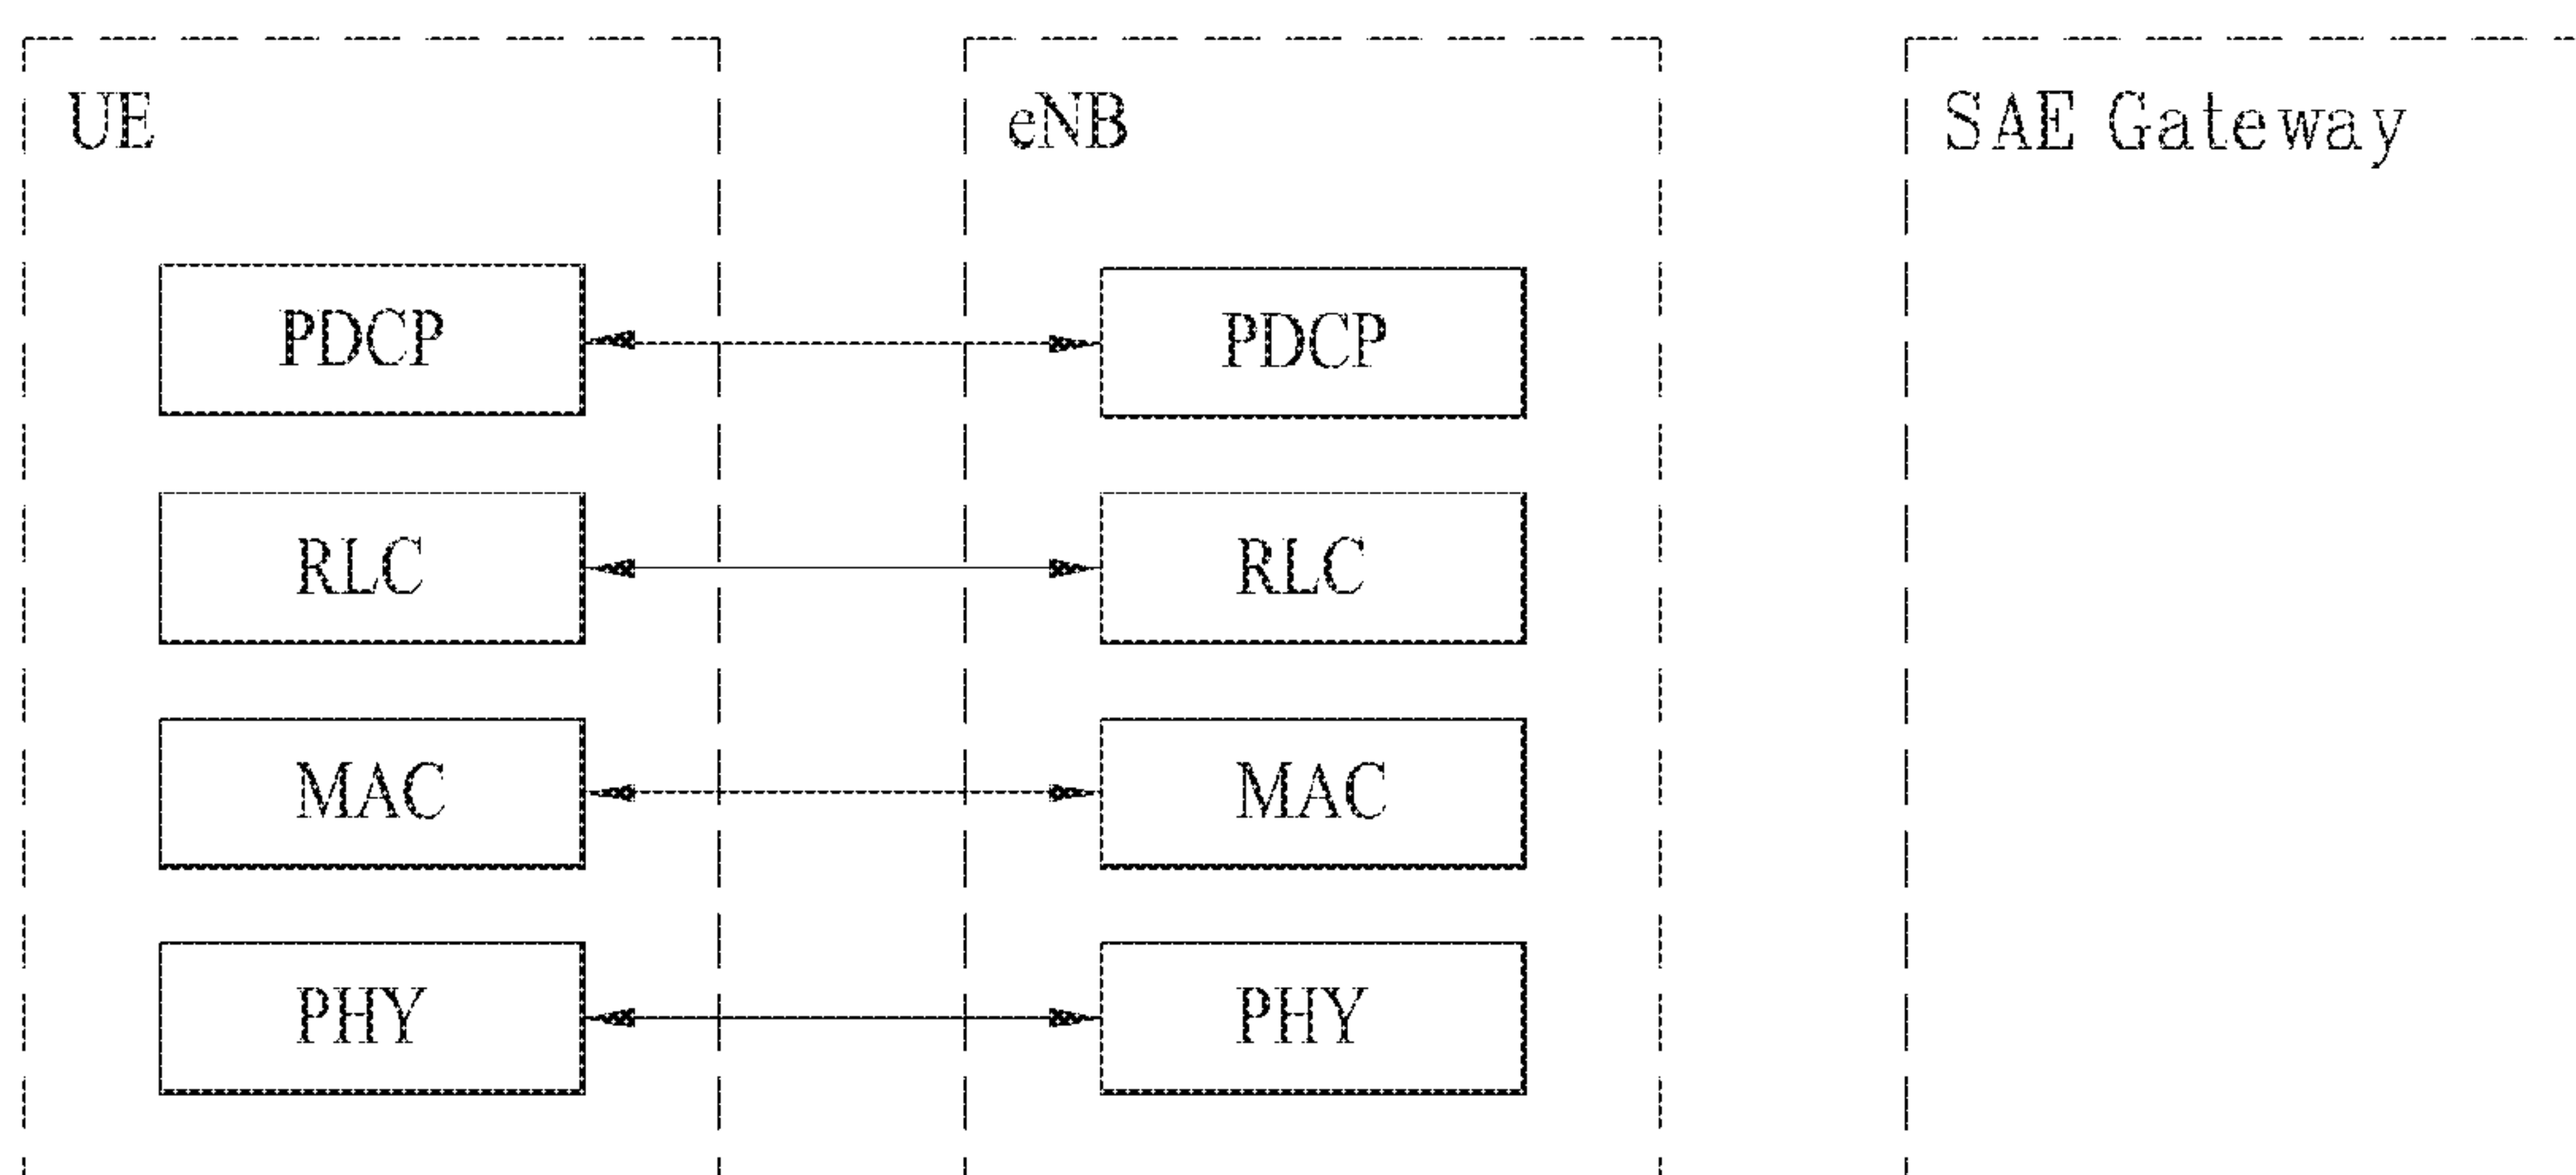 UE
eNB
SAE Gateway
PDCP
PDCP
RLC
RLC
MAC
MAC
PHY
PHY